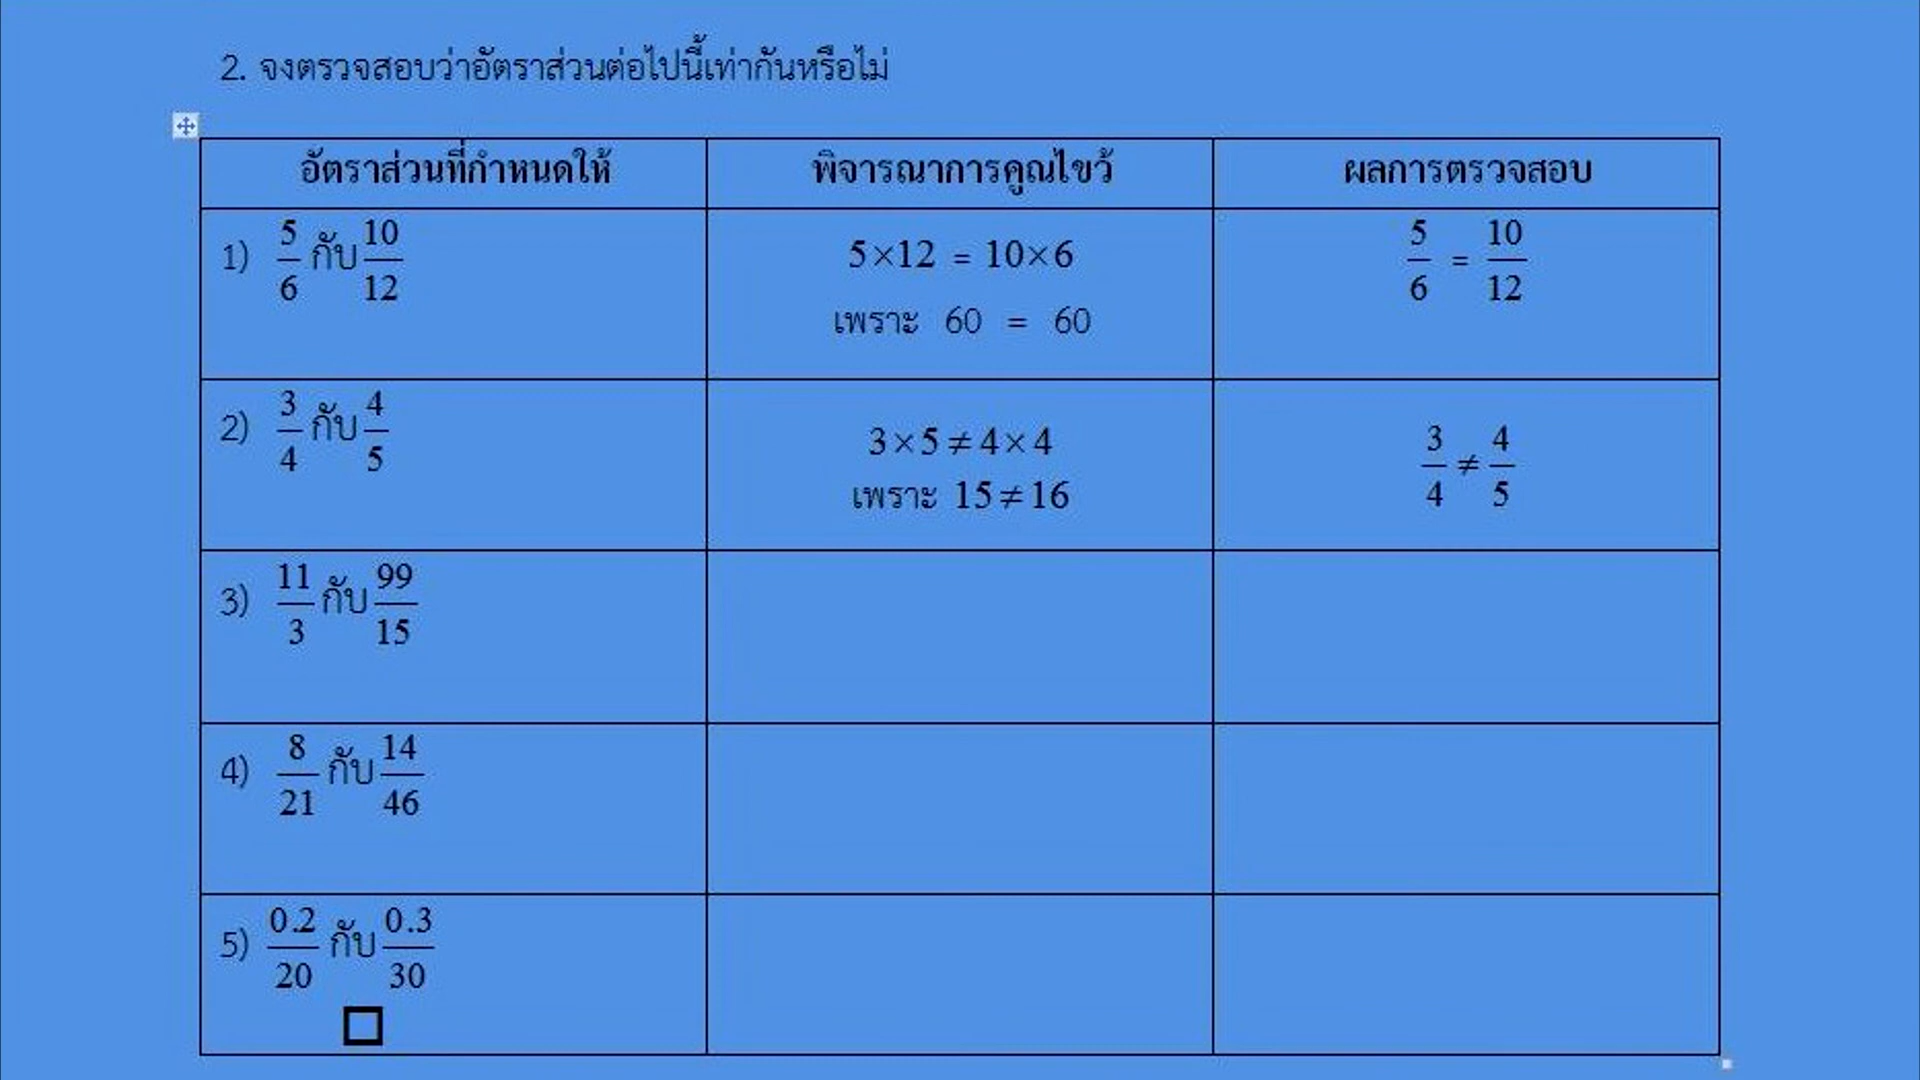 2. จงตรวจสอบว่าอัตราส่วนต่อไปนี้เท่ากันหรือไม่
อัตราส่วนที่กำหนดให้ พิจารณาการคูณไขว้ ผลการตรวจสอบ
1) 5/6 กับ 10/12 5×12 = 10×6 5/6 = 10/12
เพราะ 60 = 60
2) 3/4 กับ 4/5 3×5≠4×4 3/4 ≠ 4/5
เพราะ 15≠16
3) 11/3 กับ 99/15
4) 8/21 กับ 14/46
5) 0.2/20 กับ 0.3/30